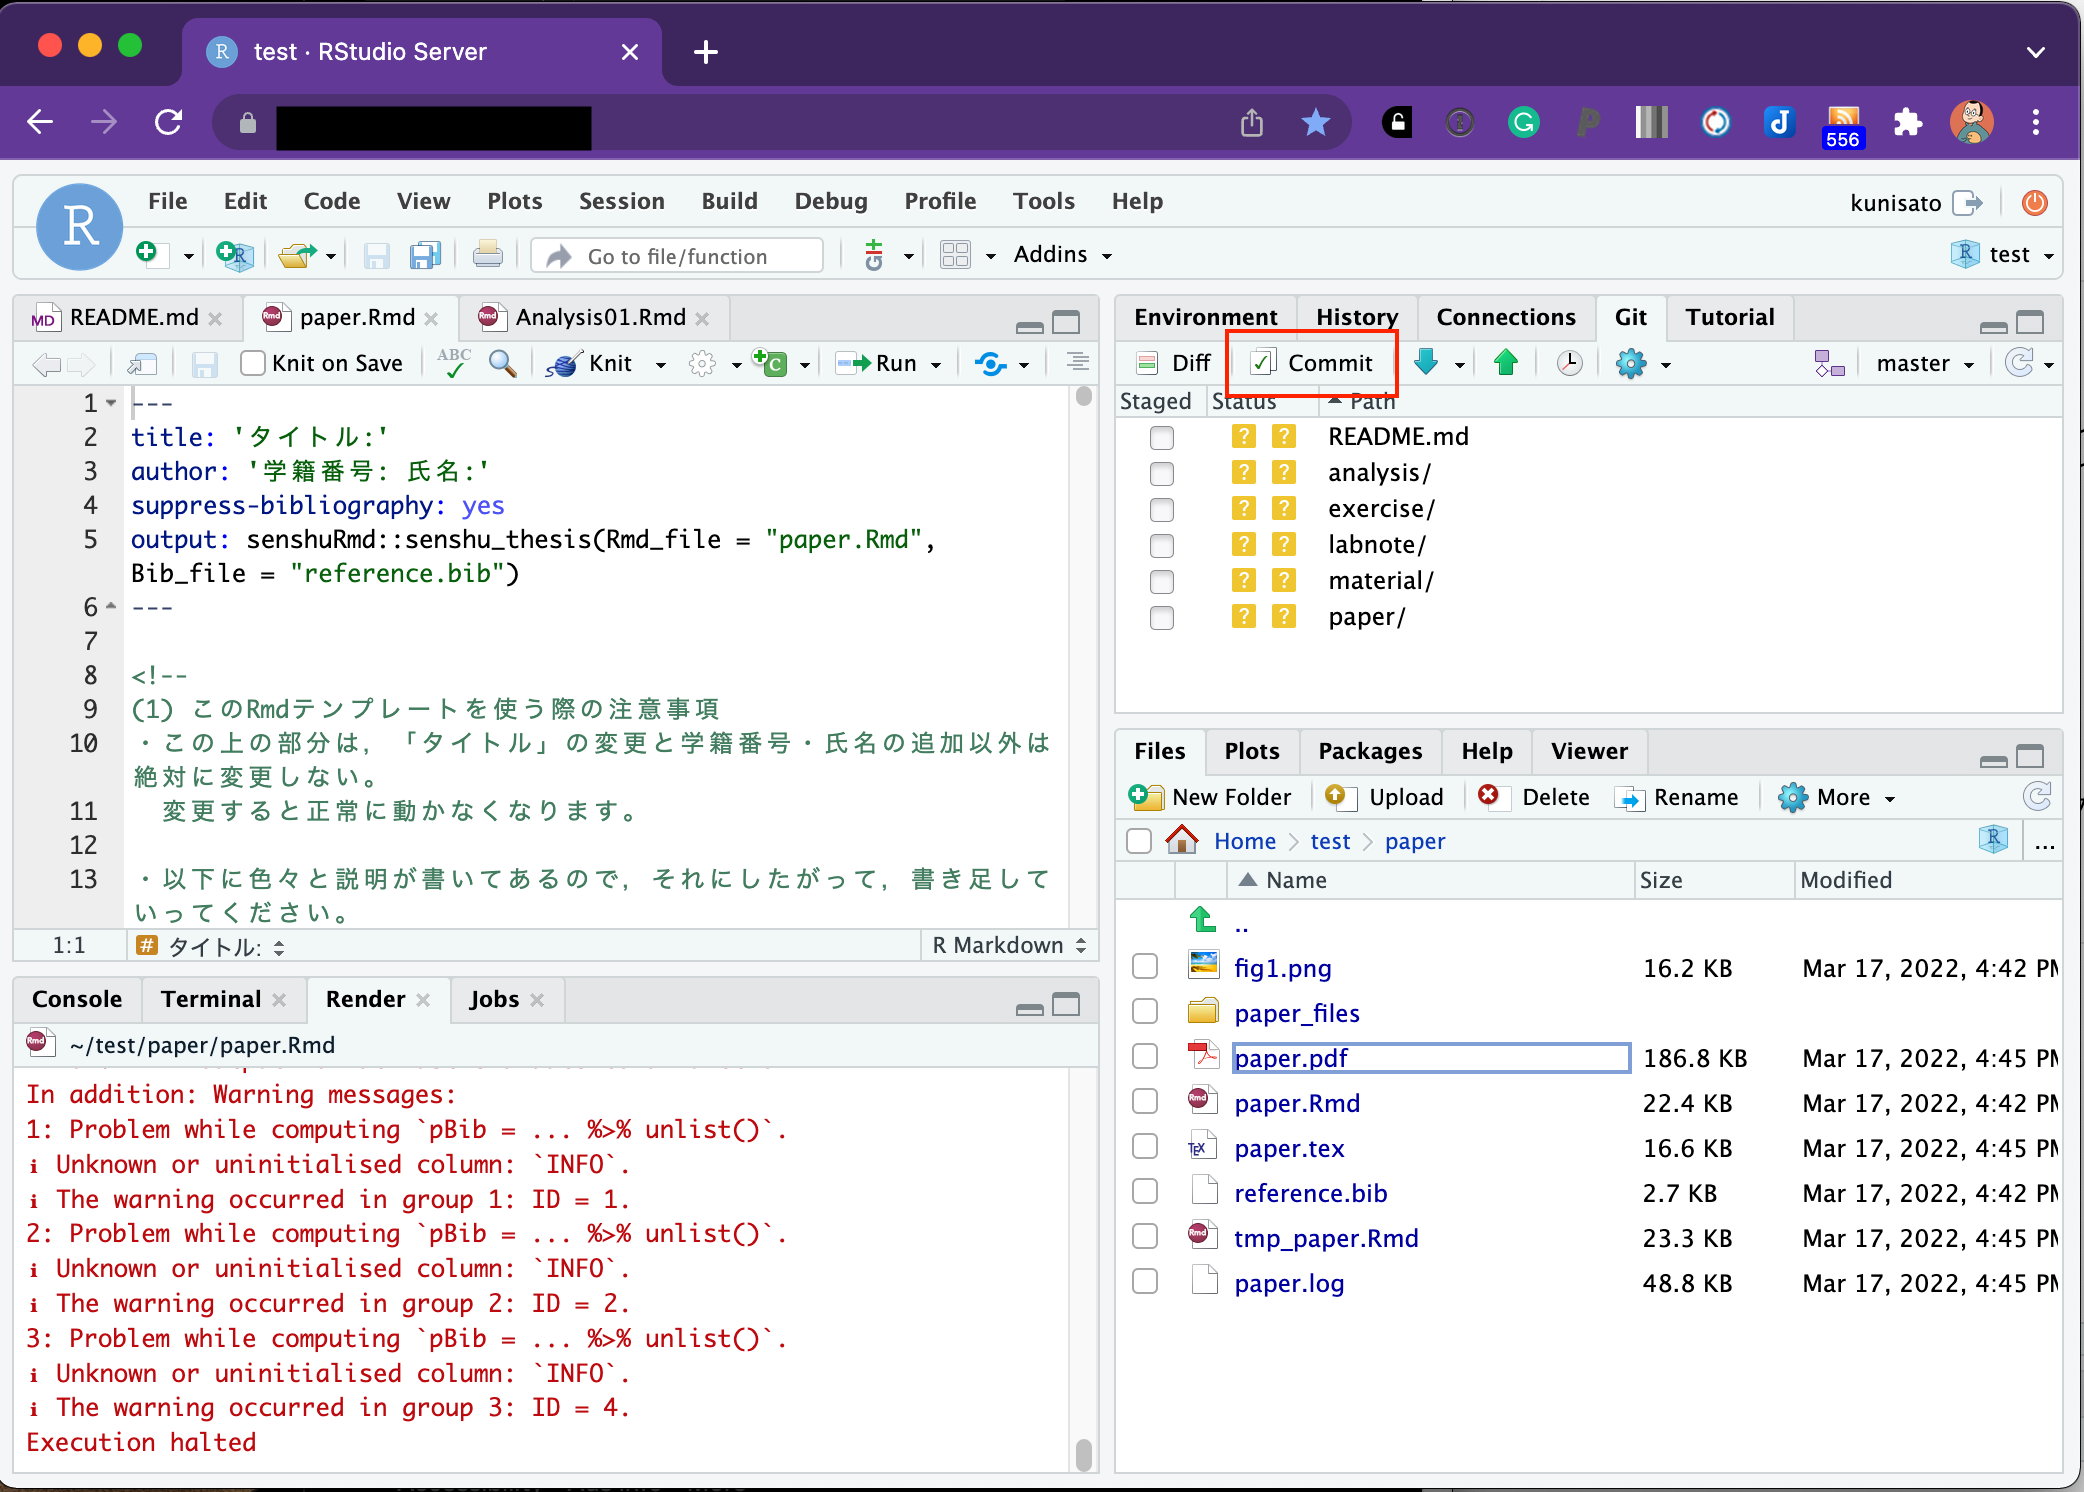 test · RStudio Server
556
File Edit Code View Plots Session Build Debug Profile Tools Help
kunisato
Go to file/function
Addins
test
README.md
paper.Rmd
Analysis01.Rmd
Knit on Save
ABC
Knit
Run
1 ---
2 title: 'タイトル:'
3 author: '学籍番号: 氏名:'
4 suppress-bibliography: yes
5 output: senshuRmd::senshu_thesis(Rmd_file = "paper.Rmd",
Bib_file = "reference.bib")
6 ---
7
8 <!--
9 (1) このRmdテンプレートを使う際の注意事項
10 ・この上の部分は，「タイトル」の変更と学籍番号・氏名の追加以外は
絶対に変更しない。
11 変更すると正常に動かなくなります。
12
13 ・以下に色々と説明が書いてあるので，それにしたがって，書き足して
いってください。
1:1
タイトル:
R Markdown
Console Terminal Render Jobs
~/test/paper/paper.Rmd
In addition: Warning messages:
1: Problem while computing `pBib = ... %>% unlist()`.
i Unknown or uninitialised column: `INFO`.
i The warning occurred in group 1: ID = 1.
2: Problem while computing `pBib = ... %>% unlist()`.
i Unknown or uninitialised column: `INFO`.
i The warning occurred in group 2: ID = 2.
3: Problem while computing `pBib = ... %>% unlist()`.
i Unknown or uninitialised column: `INFO`.
i The warning occurred in group 3: ID = 4.
Execution halted
Environment History Connections Git Tutorial
Diff Commit master
Staged Status Path
? ? README.md
? ? analysis/
? ? exercise/
? ? labnote/
? ? material/
? ? paper/
Files Plots Packages Help Viewer
New Folder Upload Delete Rename More
Home test paper
...
Name Size Modified
..
fig1.png 16.2 KB Mar 17, 2022, 4:42 PM
paper_files
paper.pdf 186.8 KB Mar 17, 2022, 4:45 PM
paper.Rmd 22.4 KB Mar 17, 2022, 4:42 PM
paper.tex 16.6 KB Mar 17, 2022, 4:45 PM
reference.bib 2.7 KB Mar 17, 2022, 4:42 PM
tmp_paper.Rmd 23.3 KB Mar 17, 2022, 4:45 PM
paper.log 48.8 KB Mar 17, 2022, 4:45 PM